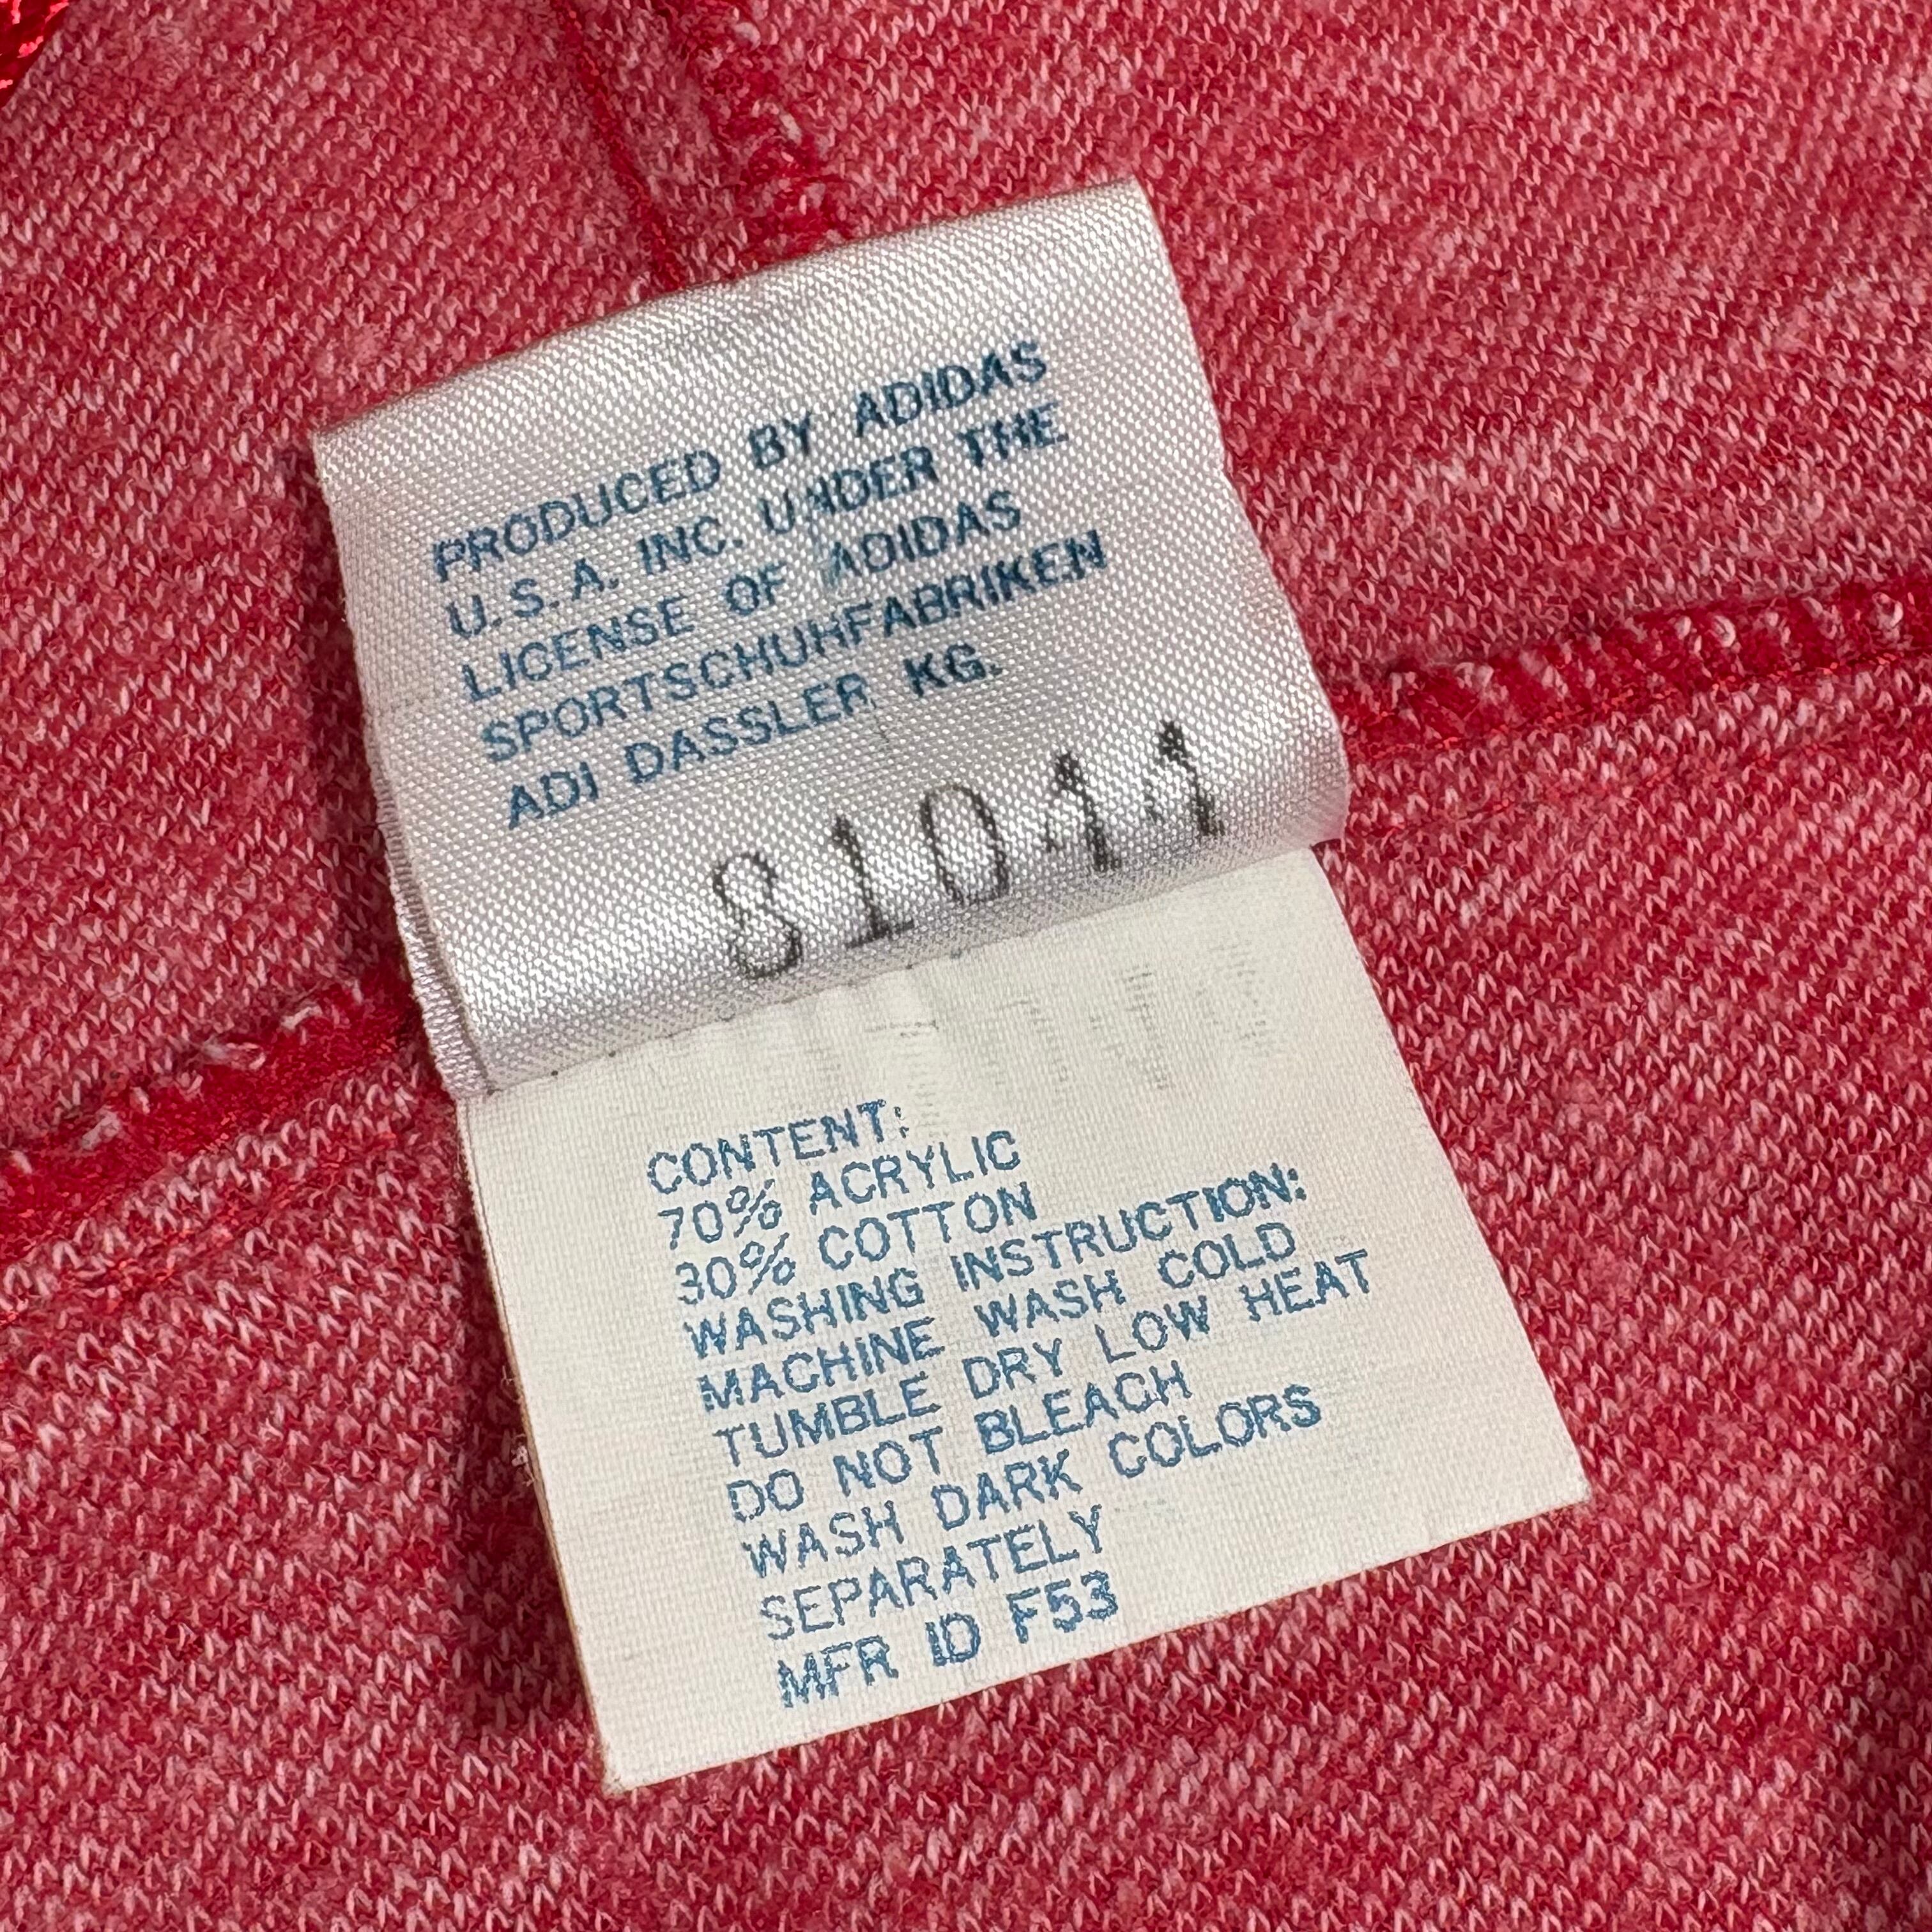 PRODUCED BY ADIDAS
U.S.A. INC. UNDER THE
LICENSE OF ADIDAS
SPORTSCHUHFABRIKEN
ADI DASSLER KG.
81044
CONTENT:
70% ACRYLIC
30% COTTON
WASHING INSTRUCTION:
MACHINE WASH COLD
TUMBLE DRY LOW HEAT
DO NOT BLEACH
WASH DARK COLORS
SEPARATELY
MFR ID F53